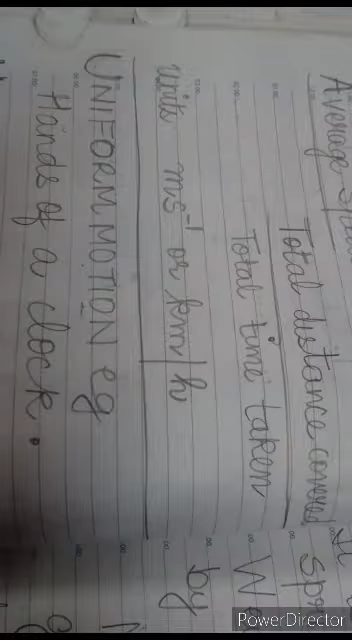 Average
Total distance covered
Total time taken
units ms⁻¹ or km/h
UNIFORM MOTION eg
Hands of a clock.
by
PowerDirector